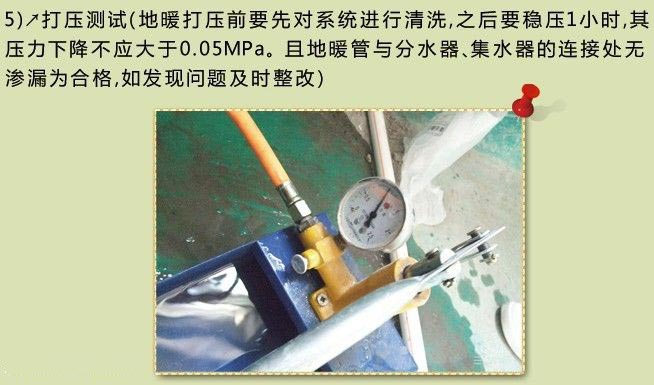 5)↗打压测试(地暖打压前要先对系统进行清洗,之后要稳压1小时,其
压力下降不应大于0.05MPa。且地暖管与分水器、集水器的连接处无
渗漏为合格,如发现问题及时整改)